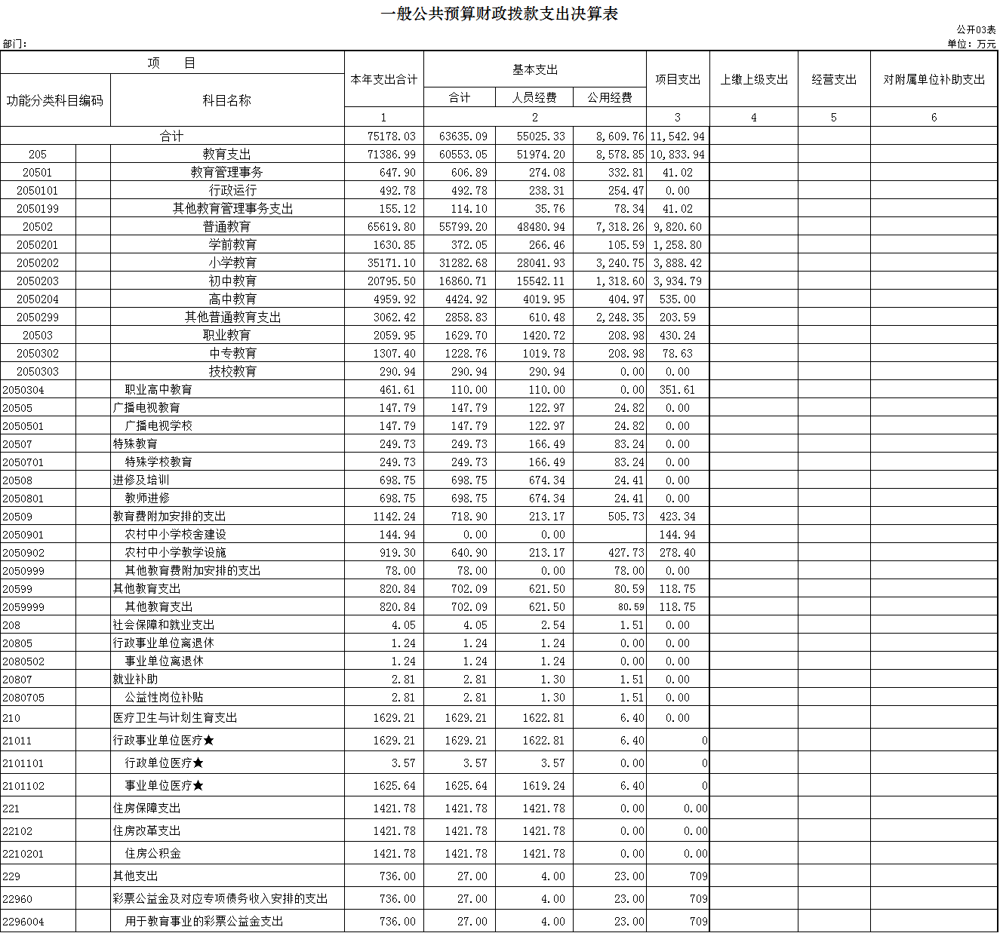 一般公共预算财政拨款支出决算表
公开03表
部门： 单位：万元
项 目 本年支出合计 基本支出 项目支出 上缴上级支出 经营支出 对附属单位补助支出
功能分类科目编码 科目名称 合计 人员经费 公用经费
1 2 3 4 5 6
合计 75178.03 63635.09 55025.33 8,609.76 11,542.94
205 教育支出 71386.99 60553.05 51974.20 8,578.85 10,833.94
20501 教育管理事务 647.90 606.89 274.08 332.81 41.02
2050101 行政运行 492.78 492.78 238.31 254.47 0.00
2050199 其他教育管理事务支出 155.12 114.10 35.76 78.34 41.02
20502 普通教育 65619.80 55799.20 48480.94 7,318.26 9,820.60
2050201 学前教育 1630.85 372.05 266.46 105.59 1,258.80
2050202 小学教育 35171.10 31282.68 28041.93 3,240.75 3,888.42
2050203 初中教育 20795.50 16860.71 15542.11 1,318.60 3,934.79
2050204 高中教育 4959.92 4424.92 4019.95 404.97 535.00
2050299 其他普通教育支出 3062.42 2858.83 610.48 2,248.35 203.59
20503 职业教育 2059.95 1629.70 1420.72 208.98 430.24
2050302 中专教育 1307.40 1228.76 1019.78 208.98 78.63
2050303 技校教育 290.94 290.94 290.94 0.00 0.00
2050304 职业高中教育 461.61 110.00 110.00 0.00 351.61
20505 广播电视教育 147.79 147.79 122.97 24.82 0.00
2050501 广播电视学校 147.79 147.79 122.97 24.82 0.00
20507 特殊教育 249.73 249.73 166.49 83.24 0.00
2050701 特殊学校教育 249.73 249.73 166.49 83.24 0.00
20508 进修及培训 698.75 698.75 674.34 24.41 0.00
2050801 教师进修 698.75 698.75 674.34 24.41 0.00
20509 教育费附加安排的支出 1142.24 718.90 213.17 505.73 423.34
2050901 农村中小学校舍建设 144.94 0.00 0.00 144.94
2050902 农村中小学教学设施 919.30 640.90 213.17 427.73 278.40
2050999 其他教育费附加安排的支出 78.00 78.00 0.00 78.00 0.00
20599 其他教育支出 820.84 702.09 621.50 80.59 118.75
2059999 其他教育支出 820.84 702.09 621.50 80.59 118.75
208 社会保障和就业支出 4.05 4.05 2.54 1.51 0.00
20805 行政事业单位离退休 1.24 1.24 1.24 0.00 0.00
2080502 事业单位离退休 1.24 1.24 1.24 0.00 0.00
20807 就业补助 2.81 2.81 1.30 1.51 0.00
2080705 公益性岗位补贴 2.81 2.81 1.30 1.51 0.00
210 医疗卫生与计划生育支出 1629.21 1629.21 1622.81 6.40 0.00
21011 行政事业单位医疗★ 1629.21 1629.21 1622.81 6.40 0
2101101 行政单位医疗★ 3.57 3.57 3.57 0.00 0
2101102 事业单位医疗★ 1625.64 1625.64 1619.24 6.40 0
221 住房保障支出 1421.78 1421.78 1421.78 0.00 0.00
22102 住房改革支出 1421.78 1421.78 1421.78 0.00 0.00
2210201 住房公积金 1421.78 1421.78 1421.78 0.00 0.00
229 其他支出 736.00 27.00 4.00 23.00 709
22960 彩票公益金及对应专项债务收入安排的支出 736.00 27.00 4.00 23.00 709
2296004 用于教育事业的彩票公益金支出 736.00 27.00 4.00 23.00 709